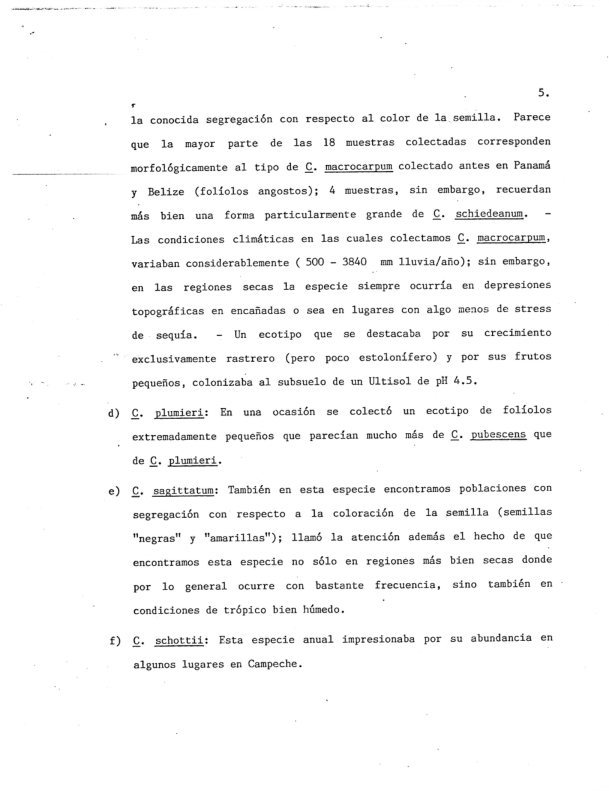 5.
la conocida segregación con respecto al color de la semilla. Parece
que la mayor parte de las 18 muestras colectadas corresponden
morfológicamente al tipo de C. macrocarpum colectado antes en Panamá
y Belize (folíolos angostos); 4 muestras, sin embargo, recuerdan
más bien una forma particularmente grande de C. schiedeanum. –
Las condiciones climáticas en las cuales colectamos C. macrocarpum,
variaban considerablemente ( 500 – 3840 mm lluvia/año); sin embargo,
en las regiones secas la especie siempre ocurría en depresiones
topográficas en encañadas o sea en lugares con algo menos de stress
de sequía. – Un ecotipo que se destacaba por su crecimiento
exclusivamente rastrero (pero poco estolonífero) y por sus frutos
pequeños, colonizaba al subsuelo de un Ultisol de pH 4.5.
d) C. plumieri: En una ocasión se colectó un ecotipo de folíolos
extremadamente pequeños que parecían mucho más de C. pubescens que
de C. plumieri.
e) C. sagittatum: También en esta especie encontramos poblaciones con
segregación con respecto a la coloración de la semilla (semillas
"negras" y "amarillas"); llamó la atención además el hecho de que
encontramos esta especie no sólo en regiones más bien secas donde
por lo general ocurre con bastante frecuencia, sino también en
condiciones de trópico bien húmedo.
f) C. schottii: Esta especie anual impresionaba por su abundancia en
algunos lugares en Campeche.